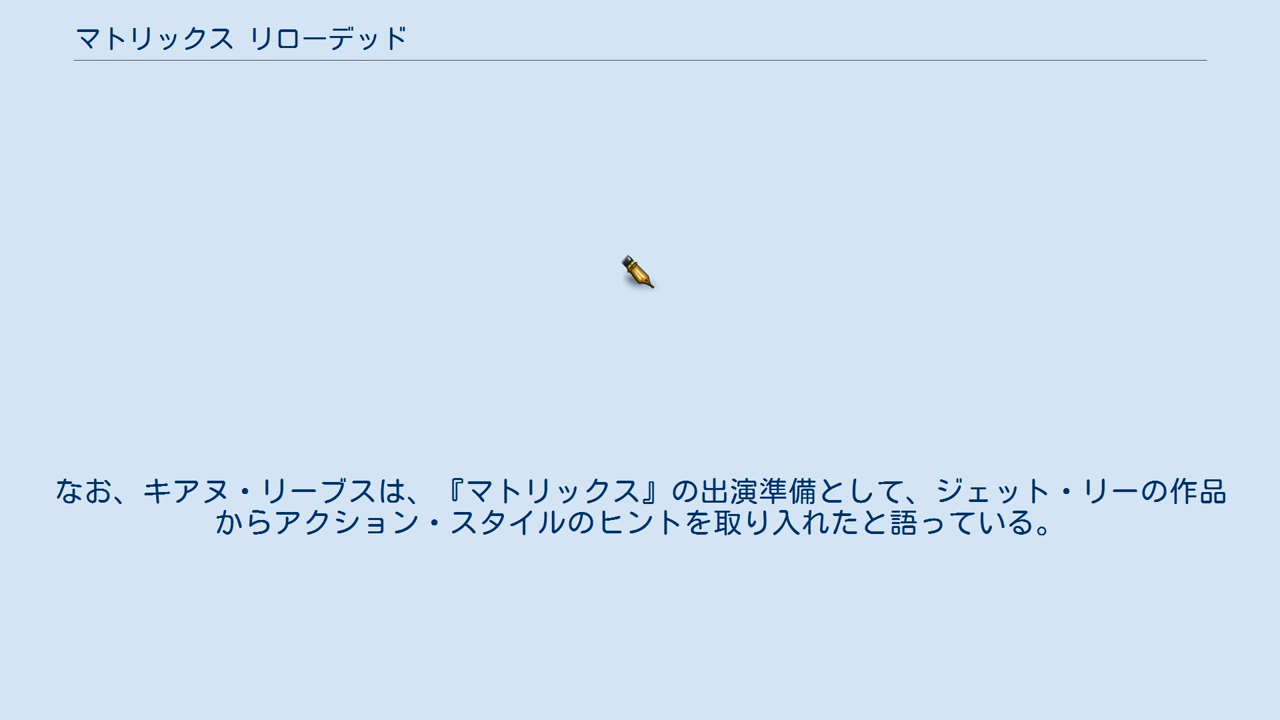 マトリックス リローデッド
なお、キアヌ・リーブスは、『マトリックス』の出演準備として、ジェット・リーの作品
からアクション・スタイルのヒントを取り入れたと語っている。